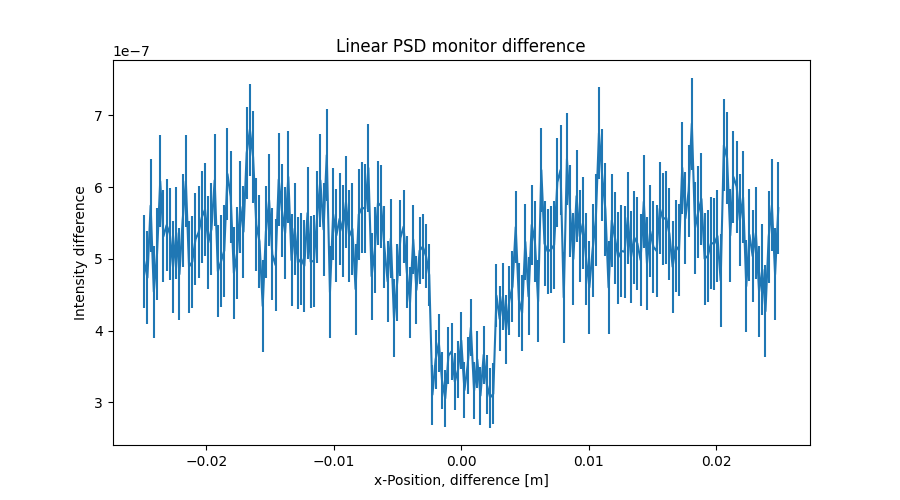 Linear PSD monitor difference
1e−7
7
6
5
4
3
Intensity difference
−0.02 −0.01 0.00 0.01 0.02
x-Position, difference [m]